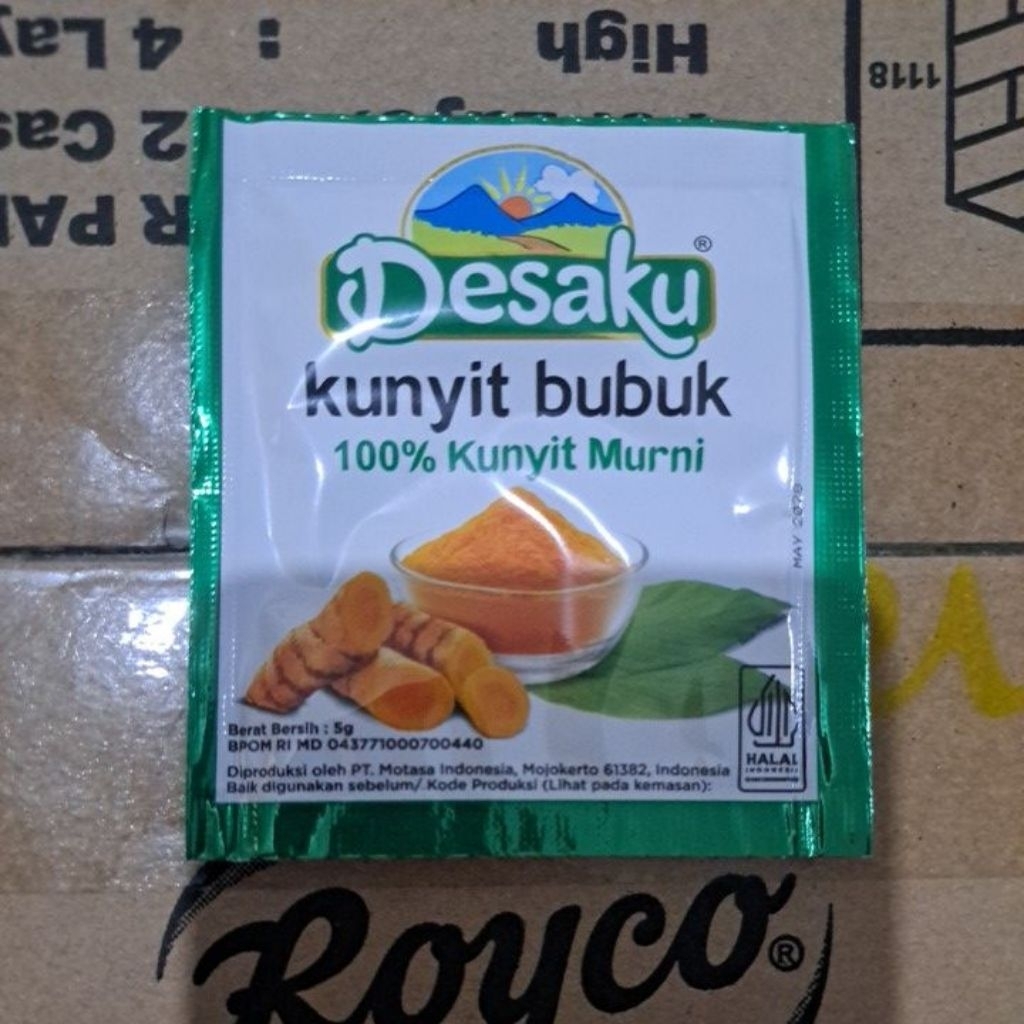 High
: 4 Lay
2 Cas
R PAL
1118
Desaku®
kunyit bubuk
100% Kunyit Murni
MAY
Berat Bersih : 5g
BPOM RI MD 043771000700440
HALAL
INDONESIA
Diproduksi oleh PT. Motasa Indonesia, Mojokerto 61382, Indonesia
Baik digunakan sebelum/ Kode Produksi (Lihat pada kemasan):
Royco®